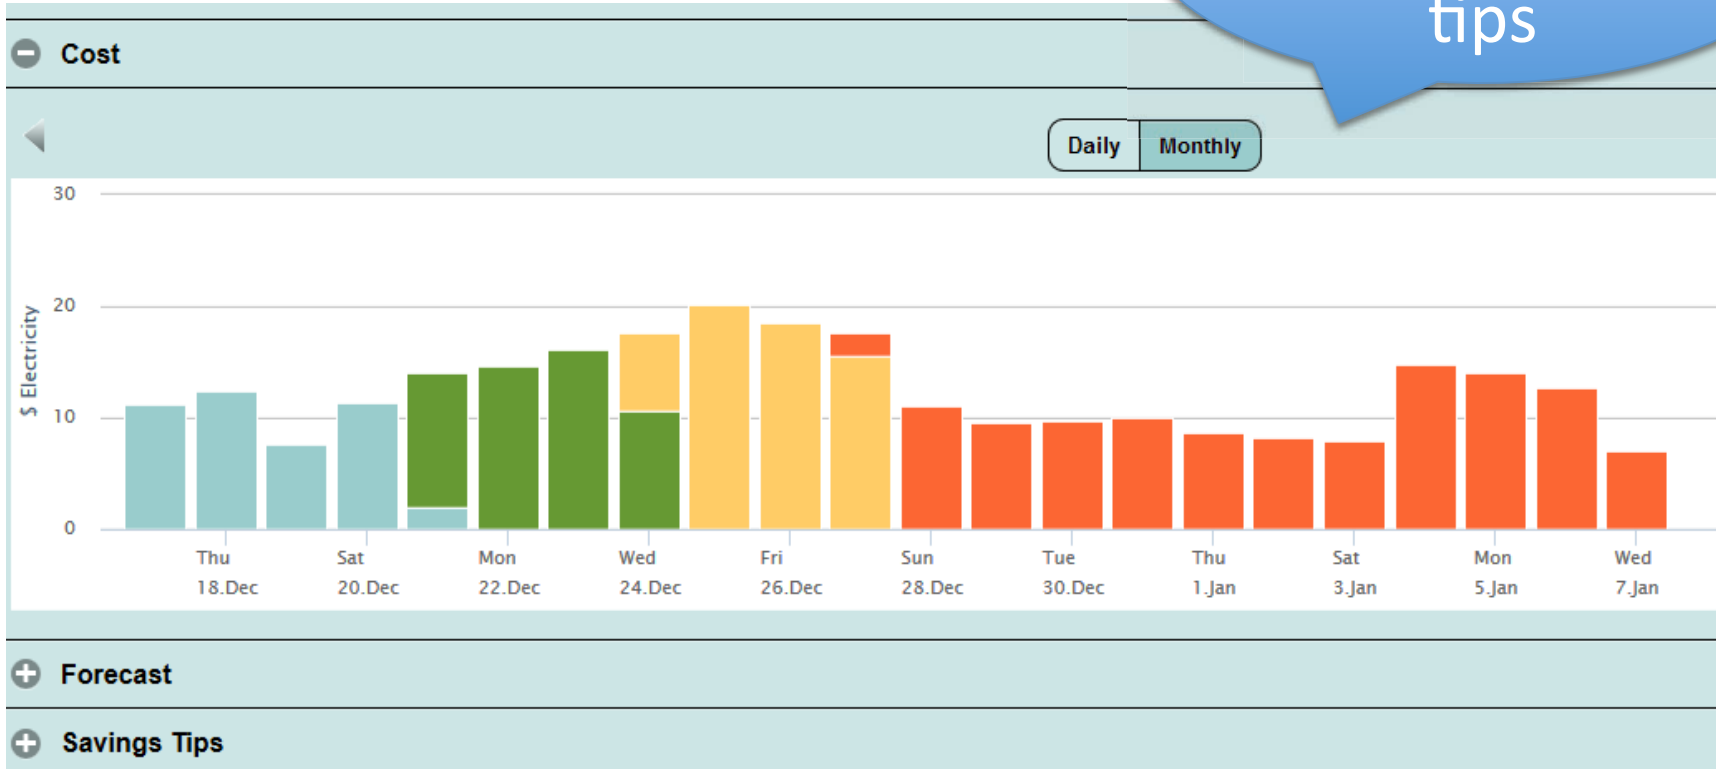 tips
Cost
Daily Monthly
30
20
10
0
$ Electricity
Thu Sat Mon Wed Fri Sun Tue Thu Sat Mon Wed
18.Dec 20.Dec 22.Dec 24.Dec 26.Dec 28.Dec 30.Dec 1.Jan 3.Jan 5.Jan 7.Jan
Forecast
Savings Tips